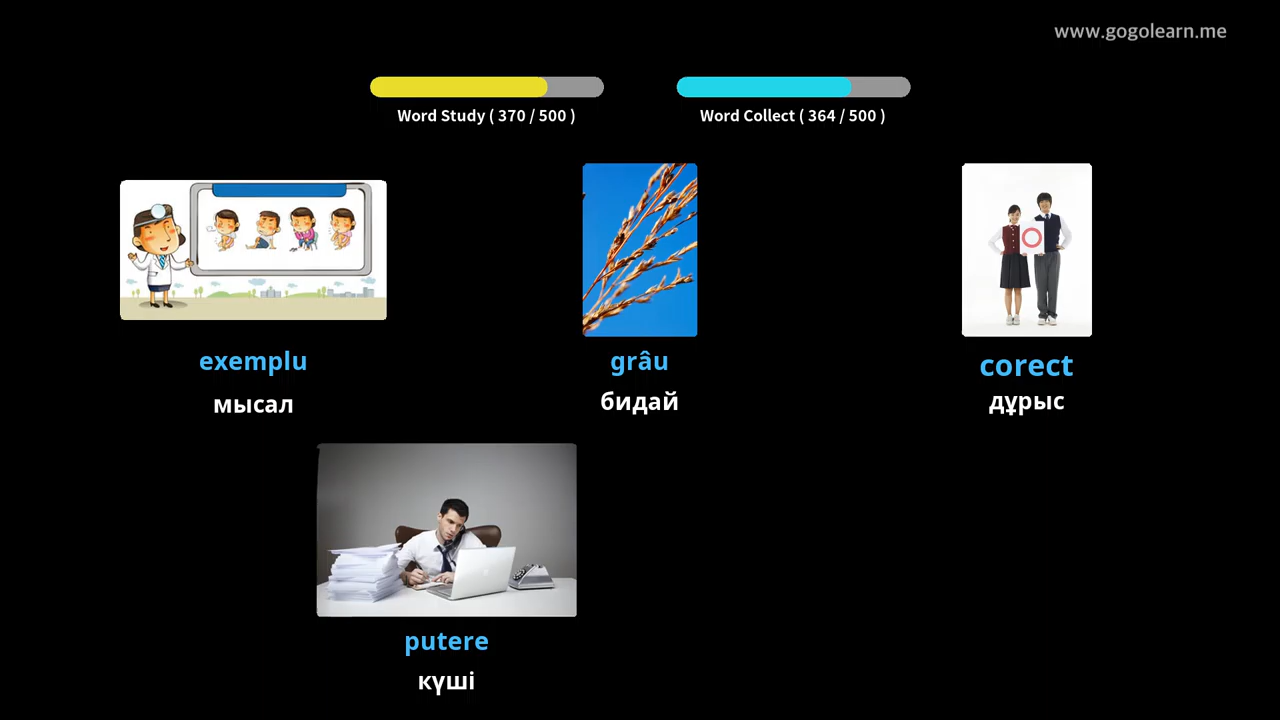 www.gogolearn.me
Word Study ( 370 / 500 )
Word Collect ( 364 / 500 )
exemplu
мысал
grâu
бидай
corect
дұрыс
putere
күші